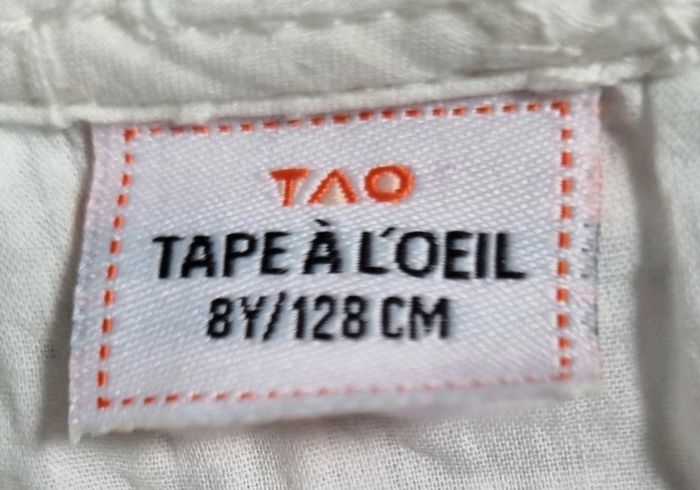 TAO
TAPE À L'OEIL
8Y/128 CM